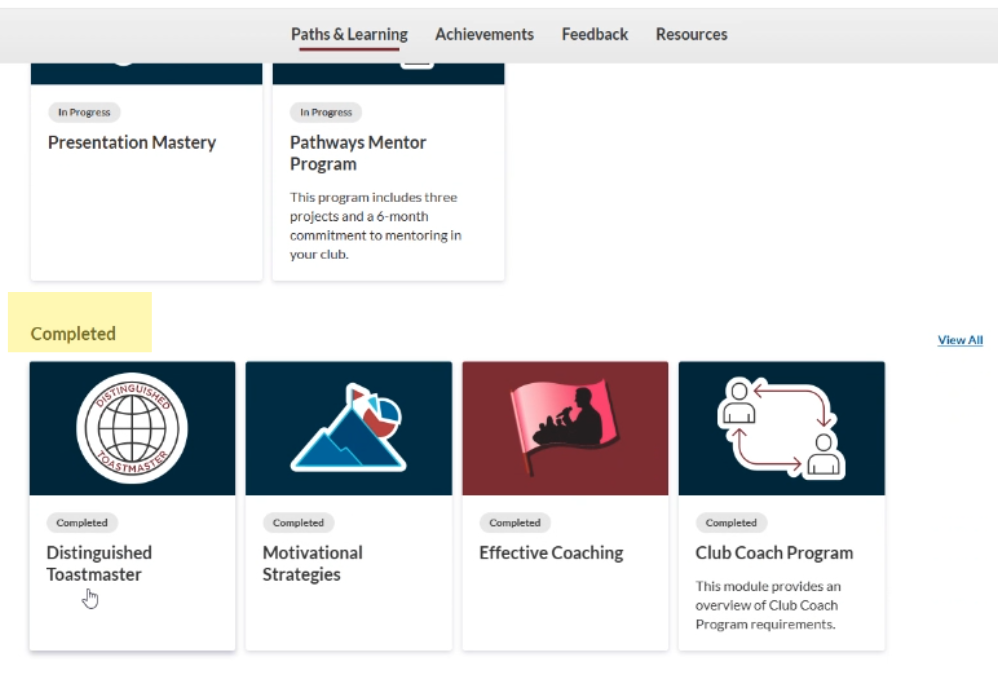 Paths & Learning Achievements Feedback Resources
In Progress
Presentation Mastery
In Progress
Pathways Mentor
Program
This program includes three
projects and a 6-month
commitment to mentoring in
your club.
Completed
View All
DISTINGUISHED
TOASTMASTER
Completed
Distinguished
Toastmaster
Completed
Motivational
Strategies
Completed
Effective Coaching
Completed
Club Coach Program
This module provides an
overview of Club Coach
Program requirements.